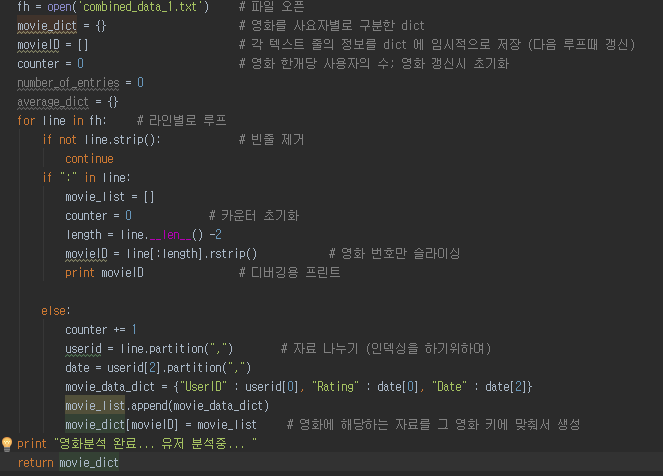 fh = open('combined_data_1.txt') # 파일 오픈
movie_dict = {} # 영화를 사요자별로 구분한 dict
movieID = [] # 각 텍스트 줄의 정보를 dict 에 임시적으로 저장 (다음 루프때 갱신)
counter = 0 # 영화 한개당 사용자의 수; 영화 갱신시 초기화
number_of_entries = 0
average_dict = {}
for line in fh: # 라인별로 루프
if not line.strip(): # 빈줄 제거
continue
if ":" in line:
movie_list = []
counter = 0 # 카운터 초기화
length = line.__len__() -2
movieID = line[:length].rstrip() # 영화 번호만 슬라이싱
print movieID # 디버깅용 프린트
else:
counter += 1
userid = line.partition(",") # 자료 나누기 (인덱싱을 하기위하며)
date = userid[2].partition(",")
movie_data_dict = {"UserID" : userid[0], "Rating" : date[0], "Date" : date[2]}
movie_list.append(movie_data_dict)
movie_dict[movieID] = movie_list # 영화에 해당하는 자료를 그 영화 키에 맞춰서 생성
print "영화분석 완료... 유저 분석중... "
return movie_dict